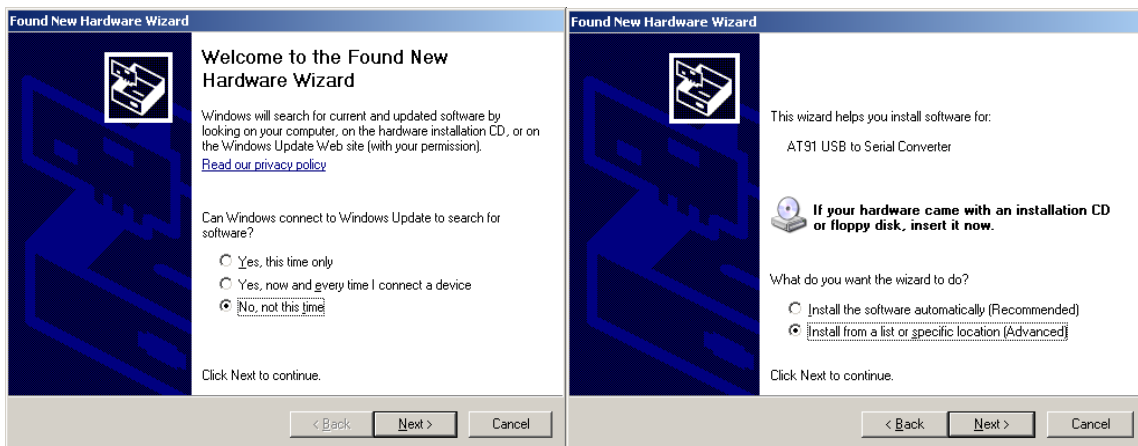 Found New Hardware Wizard
Welcome to the Found New
Hardware Wizard
Windows will search for current and updated software by
looking on your computer, on the hardware installation CD, or on
the Windows Update Web site (with your permission).
Read our privacy policy
Can Windows connect to Windows Update to search for
software?
Yes, this time only
Yes, now and every time I connect a device
No, not this time
Click Next to continue.
< Back
Next >
Cancel
Found New Hardware Wizard
This wizard helps you install software for:
AT91 USB to Serial Converter
If your hardware came with an installation CD
or floppy disk, insert it now.
What do you want the wizard to do?
Install the software automatically (Recommended)
Install from a list or specific location (Advanced)
Click Next to continue.
< Back
Next >
Cancel